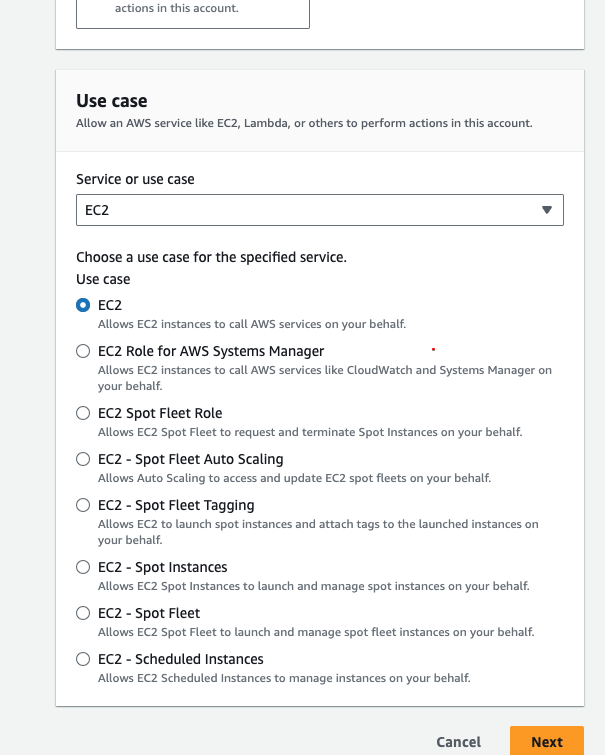 actions in this account.
Use case
Allow an AWS service like EC2, Lambda, or others to perform actions in this account.
Service or use case
EC2
Choose a use case for the specified service.
Use case
EC2
Allows EC2 instances to call AWS services on your behalf.
EC2 Role for AWS Systems Manager
Allows EC2 instances to call AWS services like CloudWatch and Systems Manager on
your behalf.
EC2 Spot Fleet Role
Allows EC2 Spot Fleet to request and terminate Spot Instances on your behalf.
EC2 - Spot Fleet Auto Scaling
Allows Auto Scaling to access and update EC2 spot fleets on your behalf.
EC2 - Spot Fleet Tagging
Allows EC2 to launch spot instances and attach tags to the launched instances on
your behalf.
EC2 - Spot Instances
Allows EC2 Spot Instances to launch and manage spot instances on your behalf.
EC2 - Spot Fleet
Allows EC2 Spot Fleet to launch and manage spot fleet instances on your behalf.
EC2 - Scheduled Instances
Allows EC2 Scheduled Instances to manage instances on your behalf.
Cancel Next